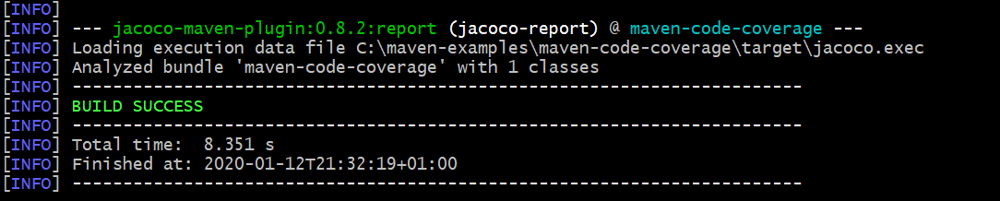 [INFO]
[INFO] --- jacoco-maven-plugin:0.8.2:report (jacoco-report) @ maven-code-coverage ---
[INFO] Loading execution data file C:\maven-examples\maven-code-coverage\target\jacoco.exec
[INFO] Analyzed bundle 'maven-code-coverage' with 1 classes
[INFO] ------------------------------------------------------------------------
[INFO] BUILD SUCCESS
[INFO] ------------------------------------------------------------------------
[INFO] Total time:  8.351 s
[INFO] Finished at: 2020-01-12T21:32:19+01:00
[INFO] ------------------------------------------------------------------------